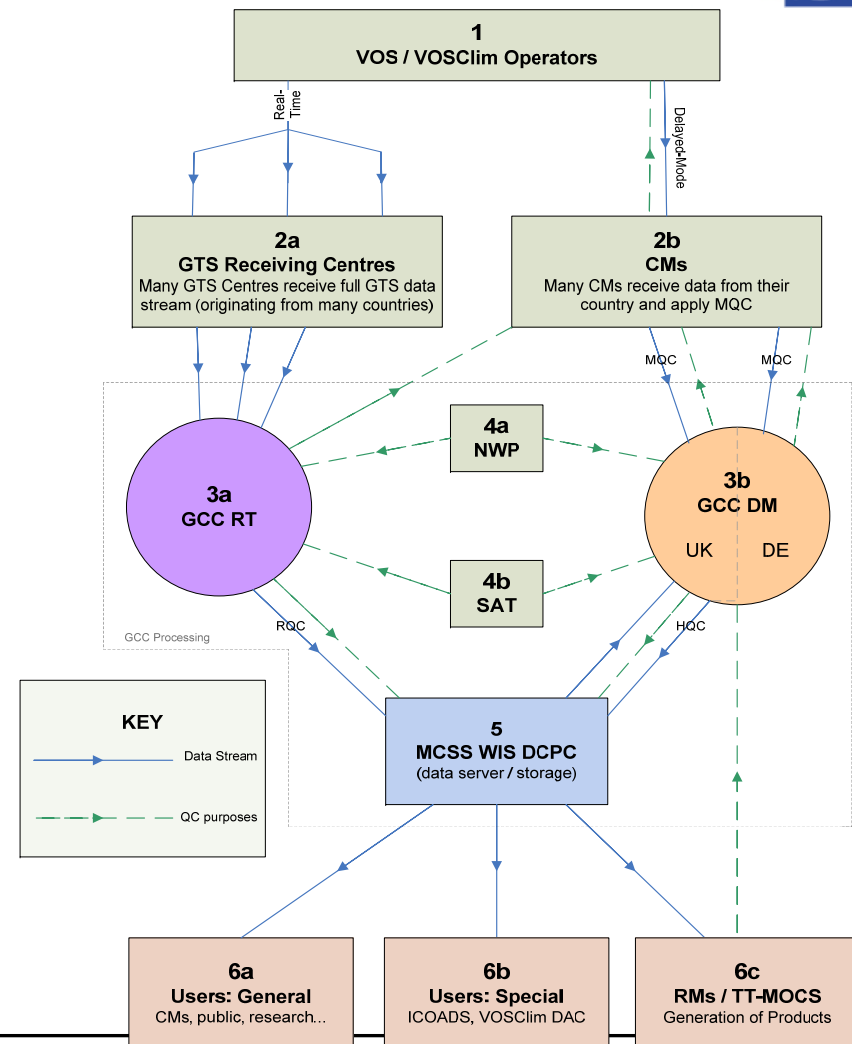 1
VOS / VOSClim Operators
Real-
Time
Delayed-Mode
2a
GTS Receiving Centres
Many GTS Centres receive full GTS data
stream (originating from many countries)
2b
CMs
Many CMs receive data from their
country and apply MQC
MQC
MQC
4a
NWP
3a
GCC RT
3b
GCC DM
UK
DE
4b
SAT
RQC
HQC
GCC Processing
KEY
Data Stream
QC purposes
5
MCSS WIS DCPC
(data server / storage)
6a
Users: General
CMs, public, research...
6b
Users: Special
ICOADS, VOSClim DAC
6c
RMs / TT-MOCS
Generation of Products